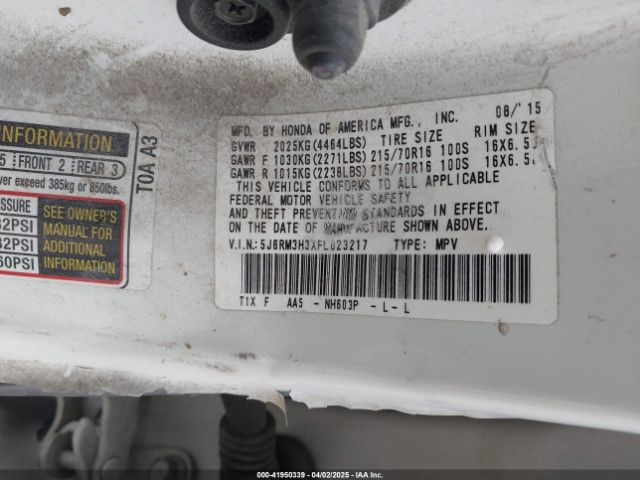 INFORMATION
5 FRONT 2 REAR 3
ver exceed 385kg or 850lbs.
PRESSURE
32PSI
32PSI
60PSI
SEE OWNER'S
MANUAL FOR
ADDITIONAL
INFORMATION
T0A A3
MFD. BY HONDA OF AMERICA MFG., INC. 08/'15
GVWR 2025KG(4464LBS) TIRE SIZE RIM SIZE
GAWR F 1030KG(2271LBS) 215/70R16 100S 16X6.5J
GAWR R 1015KG(2238LBS) 215/70R16 100S 16X6.5J
THIS VEHICLE CONFORMS TO ALL APPLICABLE
FEDERAL MOTOR VEHICLE SAFETY
AND THEFT PREVENTION STANDARDS IN EFFECT
ON THE DATE OF MANUFACTURE SHOWN ABOVE.
V.I.N.: 5J6RM3H3XFL023217 TYPE: MPV
T1X F AA5 - NH603P - L - L
000-41950339 - 04/02/2025 - IAA Inc.